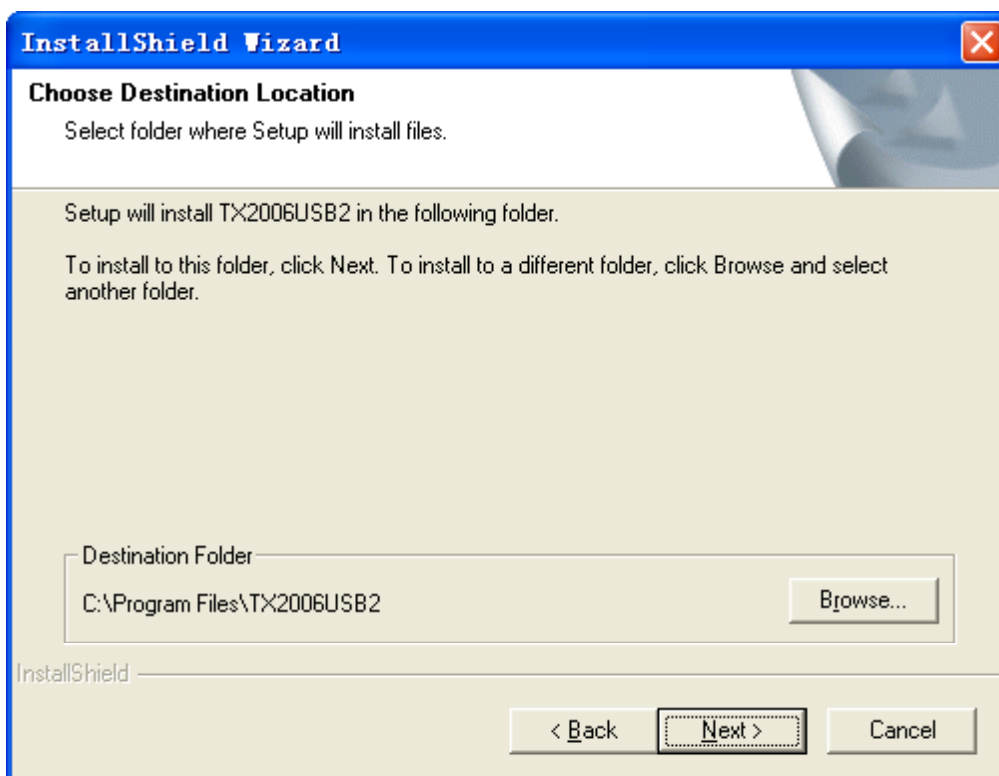 InstallShield Wizard
Choose Destination Location
Select folder where Setup will install files.
Setup will install TX2006USB2 in the following folder.
To install to this folder, click Next. To install to a different folder, click Browse and select
another folder.
Destination Folder
C:\Program Files\TX2006USB2
Browse...
InstallShield
< Back
Next >
Cancel